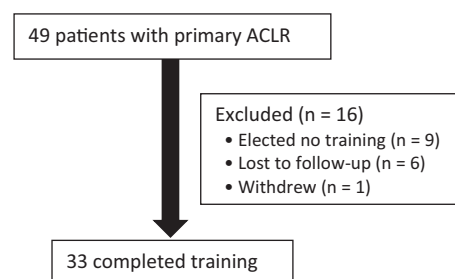 49 patients with primary ACLR
Excluded (n = 16)
• Elected no training (n = 9)
• Lost to follow-up (n = 6)
• Withdrew (n = 1)
33 completed training